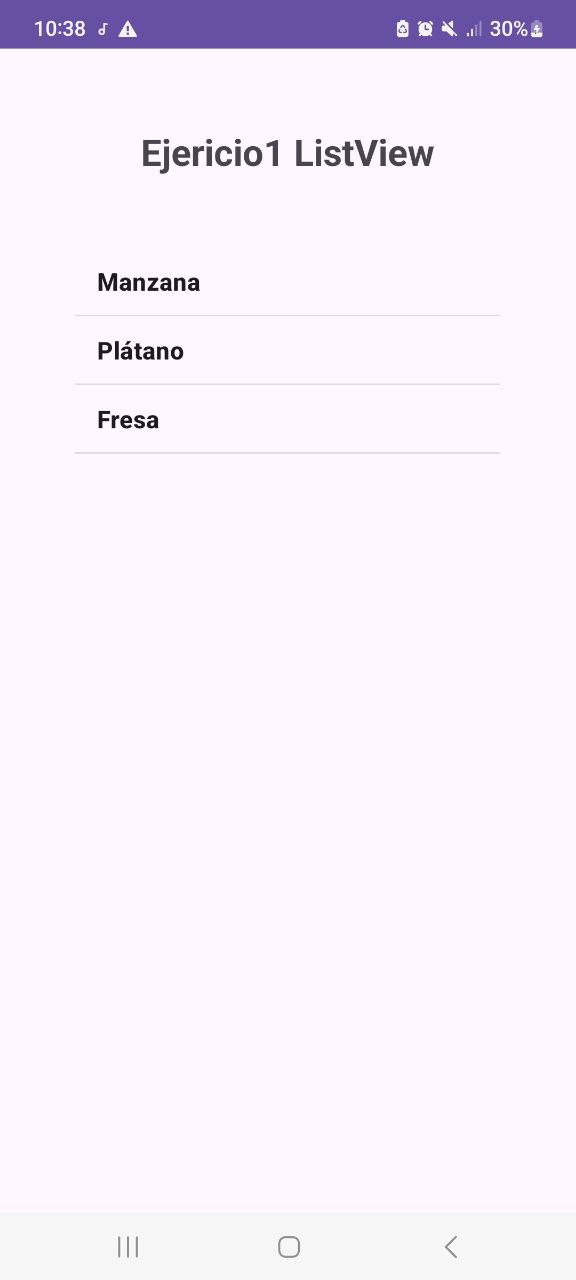 10:38
30%
Ejericio1 ListView
Manzana
Plátano
Fresa